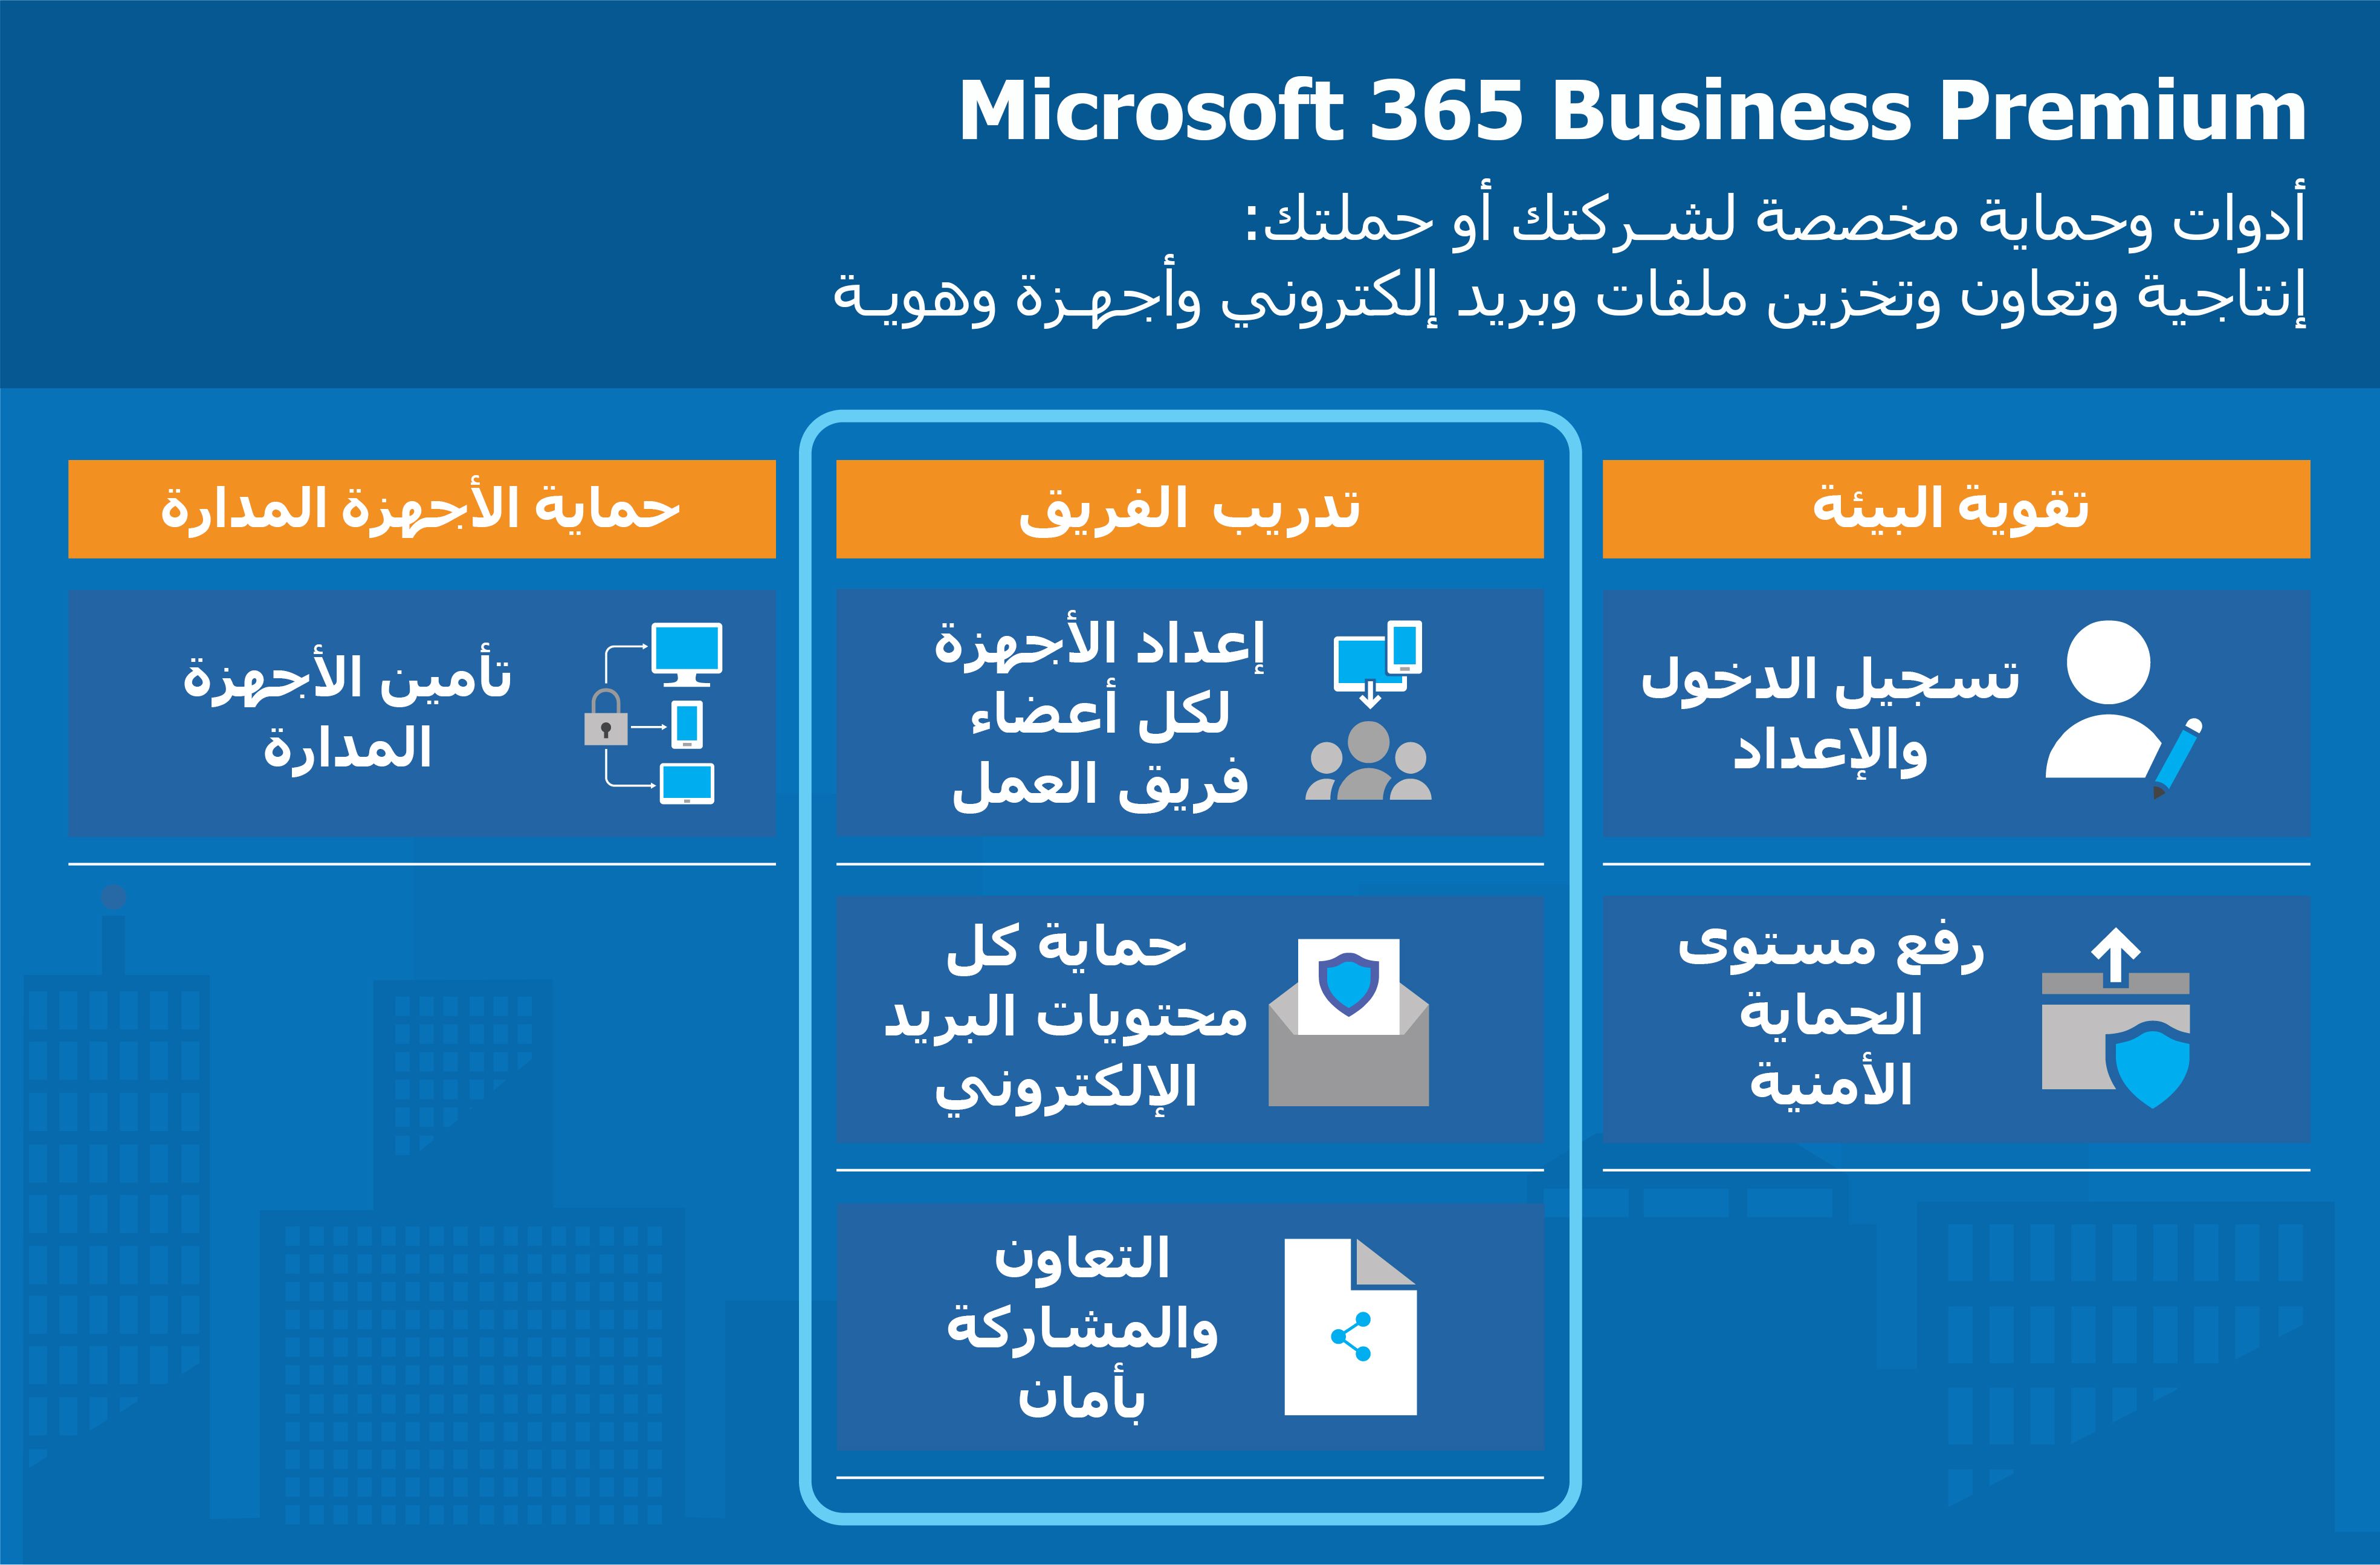 Microsoft 365 Business Premium
أدوات وحماية مخصصة لشـركتك أو حملتك:
إنتاجية وتعاون وتخزين ملفات وبريد إلكتروني وأجهـزة وهويـة
تقوية البيئة
تسجيل الدخول
والإعداد
رفع مستوى
الحماية
الأمنية
تدريب الفريق
إعداد الأجهزة
لكل أعضاء
فريق العمل
حماية كل
محتويات البريد
الإلكتروني
التعاون
والمشاركة
بأمان
حماية الأجهزة المدارة
تأمين الأجهزة
المدارة